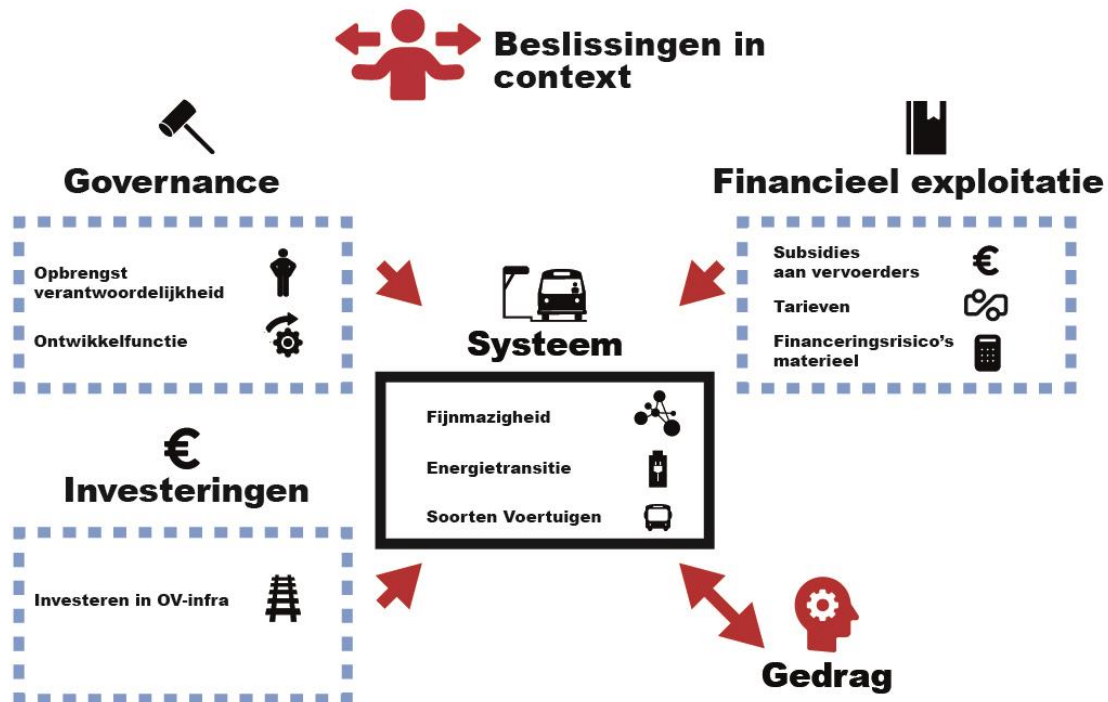 Beslissingen in
context
Governance
Opbrengst
verantwoordelijkheid
Ontwikkelfunctie
Financieel exploitatie
Subsidies
aan vervoerders
€
Tarieven
Financeringsrisico's
materieel
Systeem
Fijnmazigheid
Energietransitie
Soorten Voertuigen
€
Investeringen
Investeren in OV-infra
Gedrag